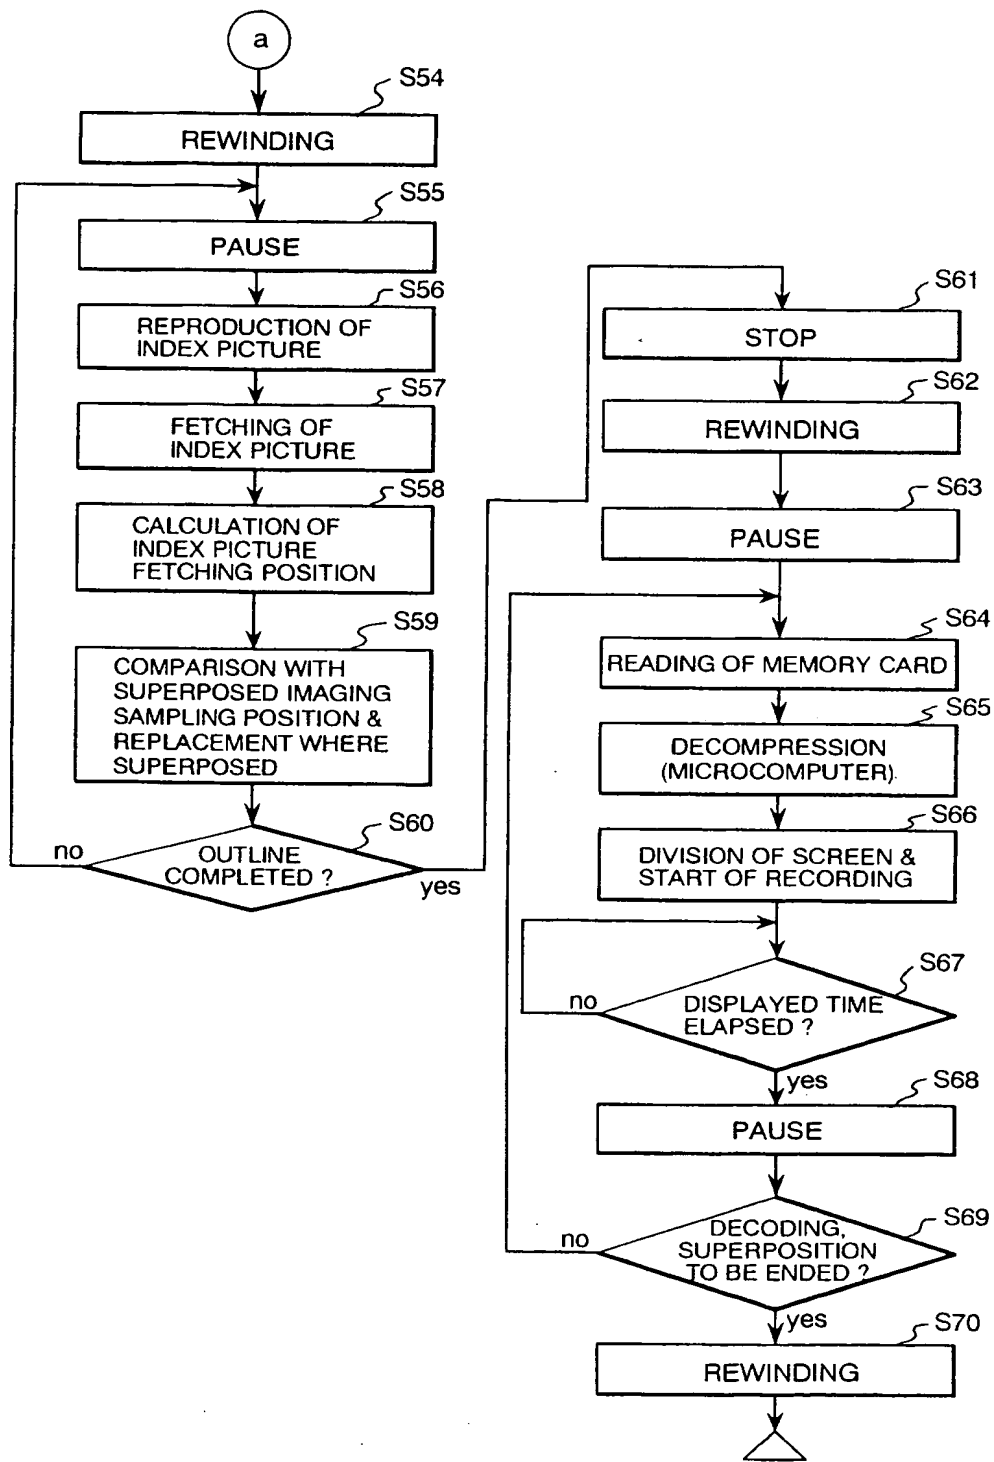 a
S54
REWINDING
S55
PAUSE
S56
REPRODUCTION OF
INDEX PICTURE
S57
FETCHING OF
INDEX PICTURE
S58
CALCULATION OF
INDEX PICTURE
FETCHING POSITION
S59
COMPARISON WITH
SUPERPOSED IMAGING
SAMPLING POSITION &
REPLACEMENT WHERE
SUPERPOSED
S60
OUTLINE
COMPLETED ?
no
yes
S61
STOP
S62
REWINDING
S63
PAUSE
S64
READING OF MEMORY CARD
S65
DECOMPRESSION
(MICROCOMPUTER)
S66
DIVISION OF SCREEN &
START OF RECORDING
S67
DISPLAYED TIME
ELAPSED ?
no
yes
S68
PAUSE
S69
DECODING,
SUPERPOSITION
TO BE ENDED ?
no
yes
S70
REWINDING